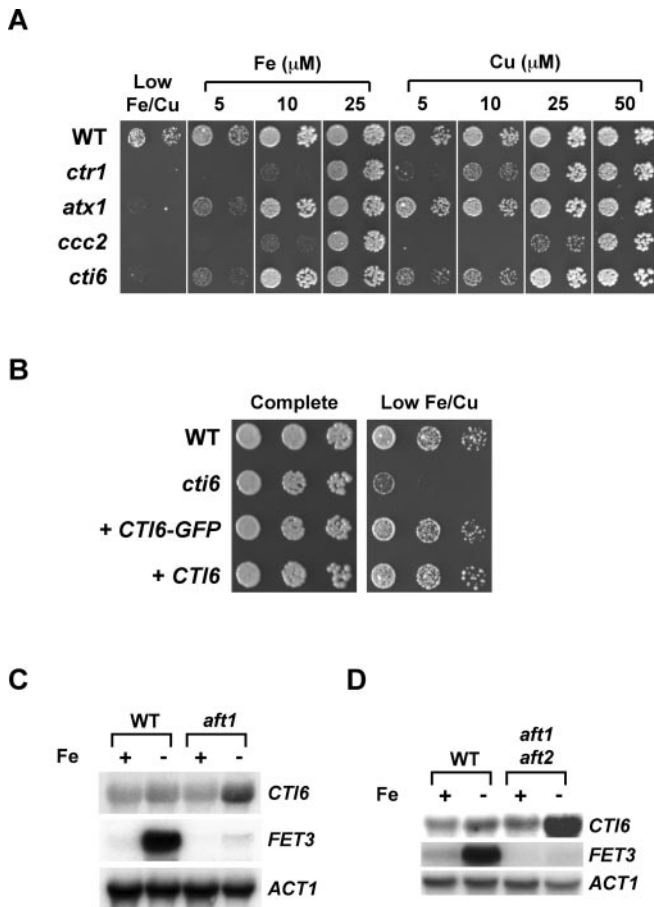 A
Fe (μM)
Cu (μM)
Low
Fe/Cu
5 10 25 5 10 25 50
WT
ctr1
atx1
ccc2
cti6
B
Complete Low Fe/Cu
WT
cti6
+ CTI6-GFP
+ CTI6
C
WT aft1
Fe + - + -
CTI6
FET3
ACT1
D
aft1
WT aft2
Fe + - + -
CTI6
FET3
ACT1